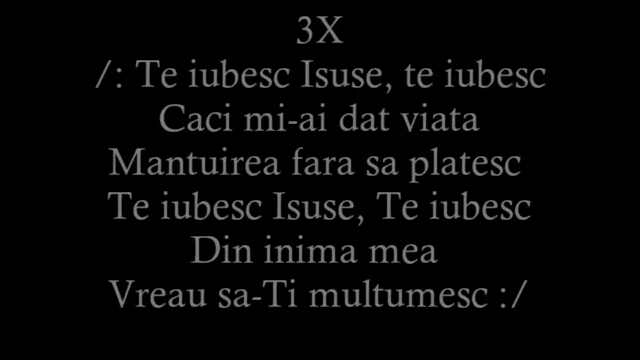 3X
/: Te iubesc Isuse, te iubesc
Caci mi-ai dat viata
Mantuirea fara sa platesc
Te iubesc Isuse, Te iubesc
Din inima mea
Vreau sa-Ti multumesc :/